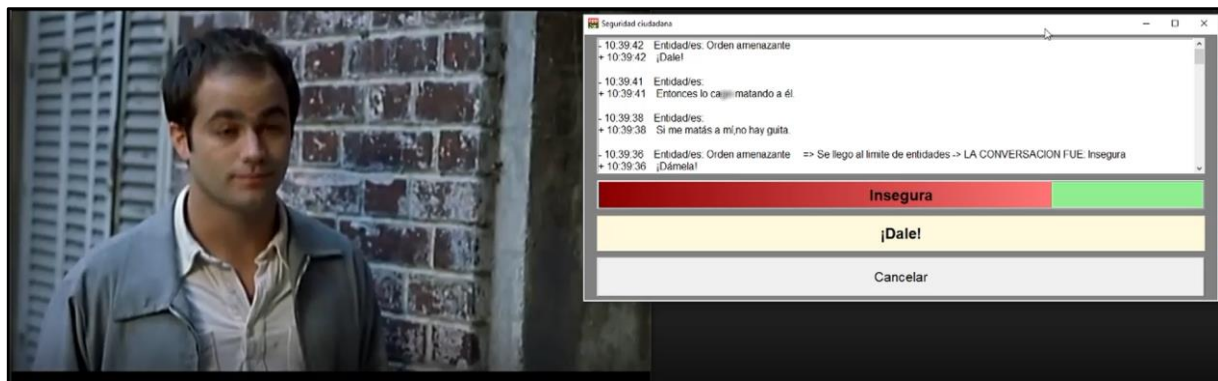 Seguridad ciudadana
- 10:39:42 Entidad/es: Orden amenazante
+ 10:39:42 ¡Dale!
- 10:39:41 Entidad/es:
+ 10:39:41 Entonces lo matando a él.
- 10:39:38 Entidad/es:
+ 10:39:38 Si me matás a mí,no hay guita.
- 10:39:36 Entidad/es: Orden amenazante => Se llego al limite de entidades -> LA CONVERSACION FUE: Insegura
+ 10:39:36 ¡Dámela!
Insegura
¡Dale!
Cancelar